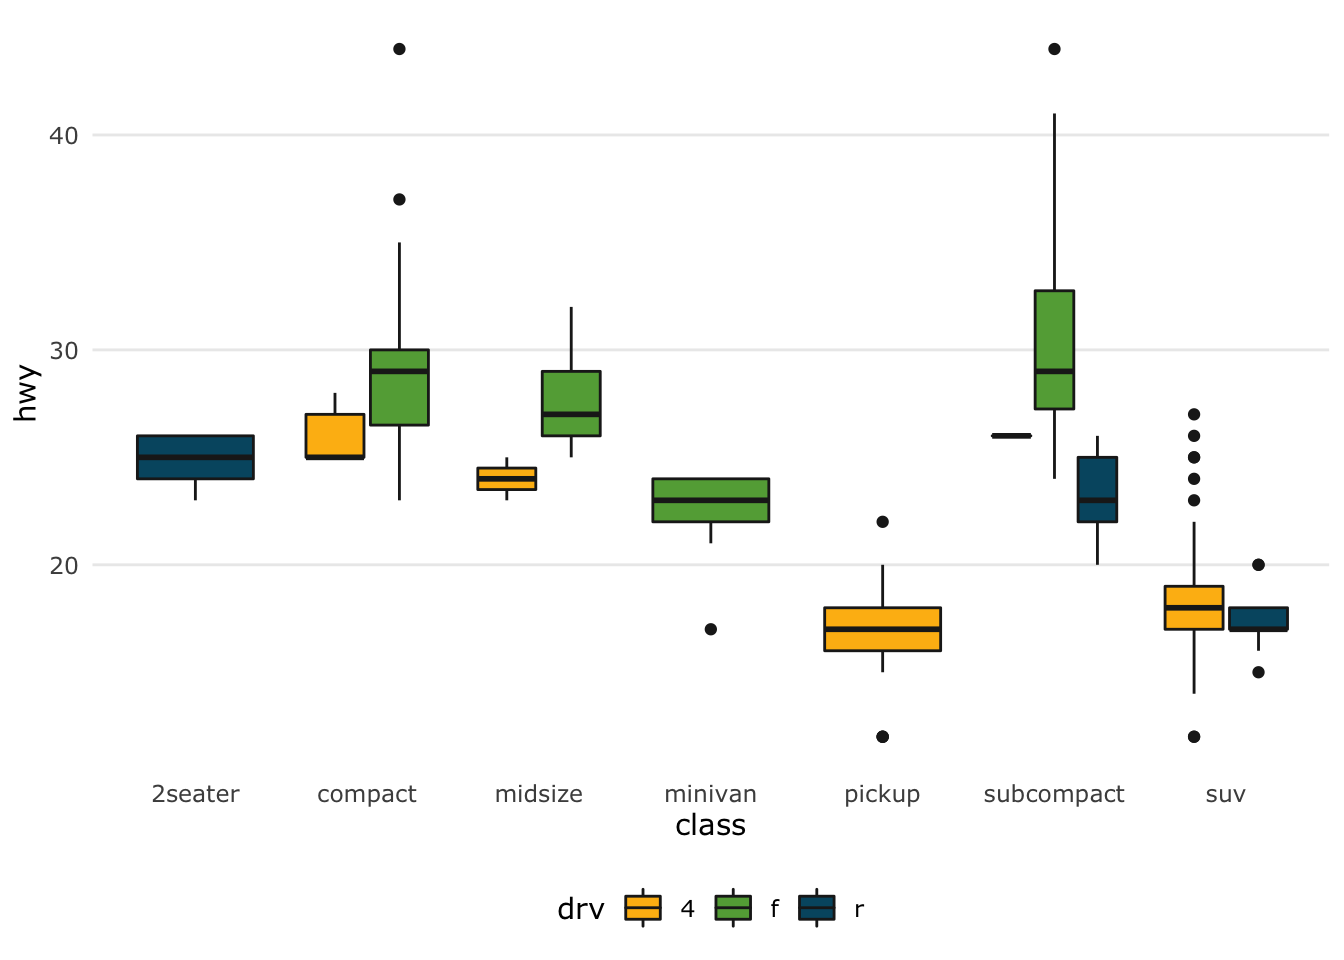 40
30
20
hwy
2seater compact midsize minivan pickup subcompact suv
class
drv 4 f r